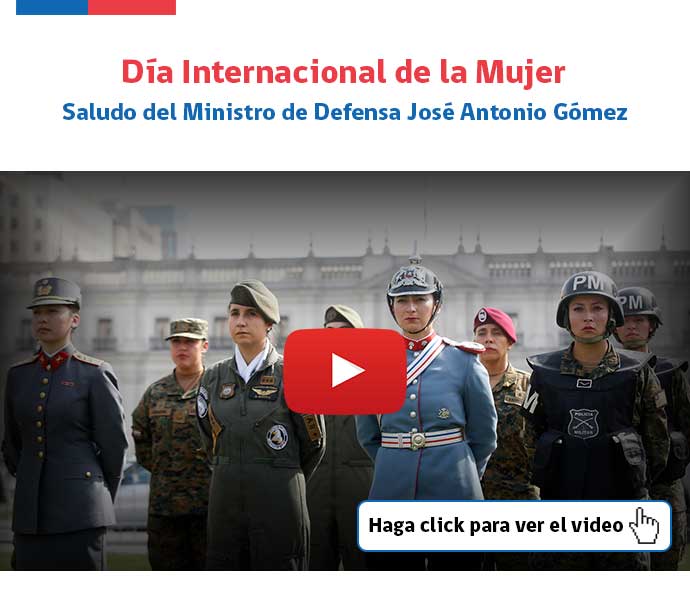 Día Internacional de la Mujer
Saludo del Ministro de Defensa José Antonio Gómez
PM
PM
M
POLICIA
MILITAR
Haga click para ver el video